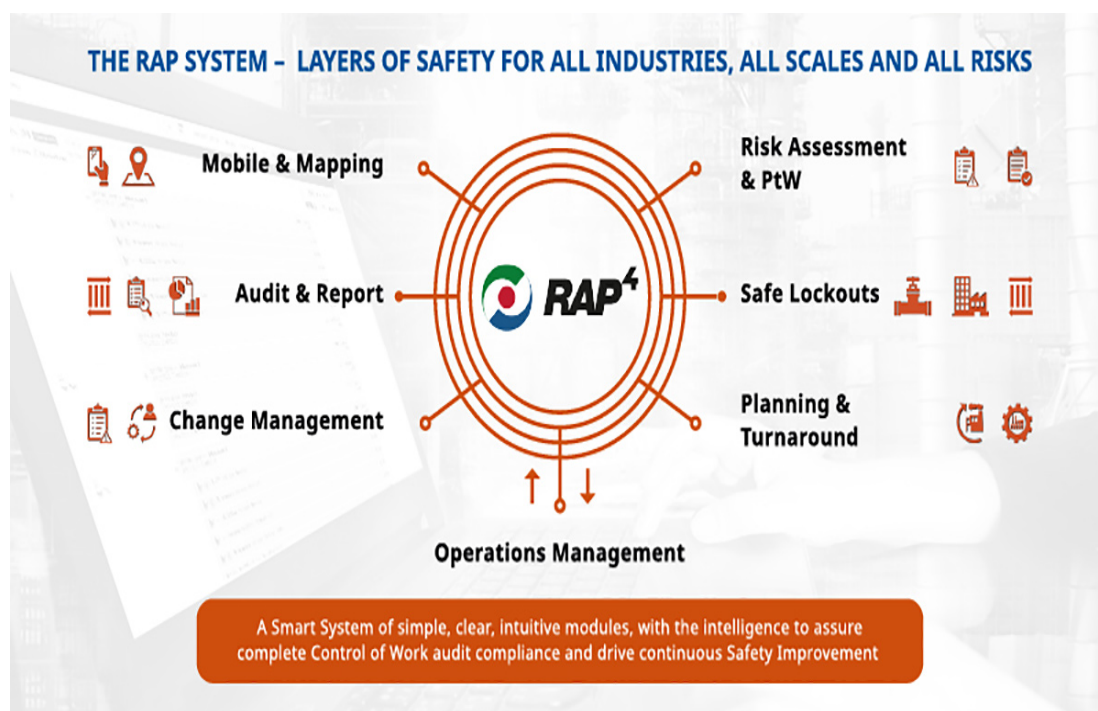 THE RAP SYSTEM – LAYERS OF SAFETY FOR ALL INDUSTRIES, ALL SCALES AND ALL RISKS
Mobile & Mapping
Risk Assessment
& PtW
Audit & Report
RAP4
Safe Lockouts
Change Management
Planning &
Turnaround
Operations Management
A Smart System of simple, clear, intuitive modules, with the intelligence to assure
complete Control of Work audit compliance and drive continuous Safety Improvement